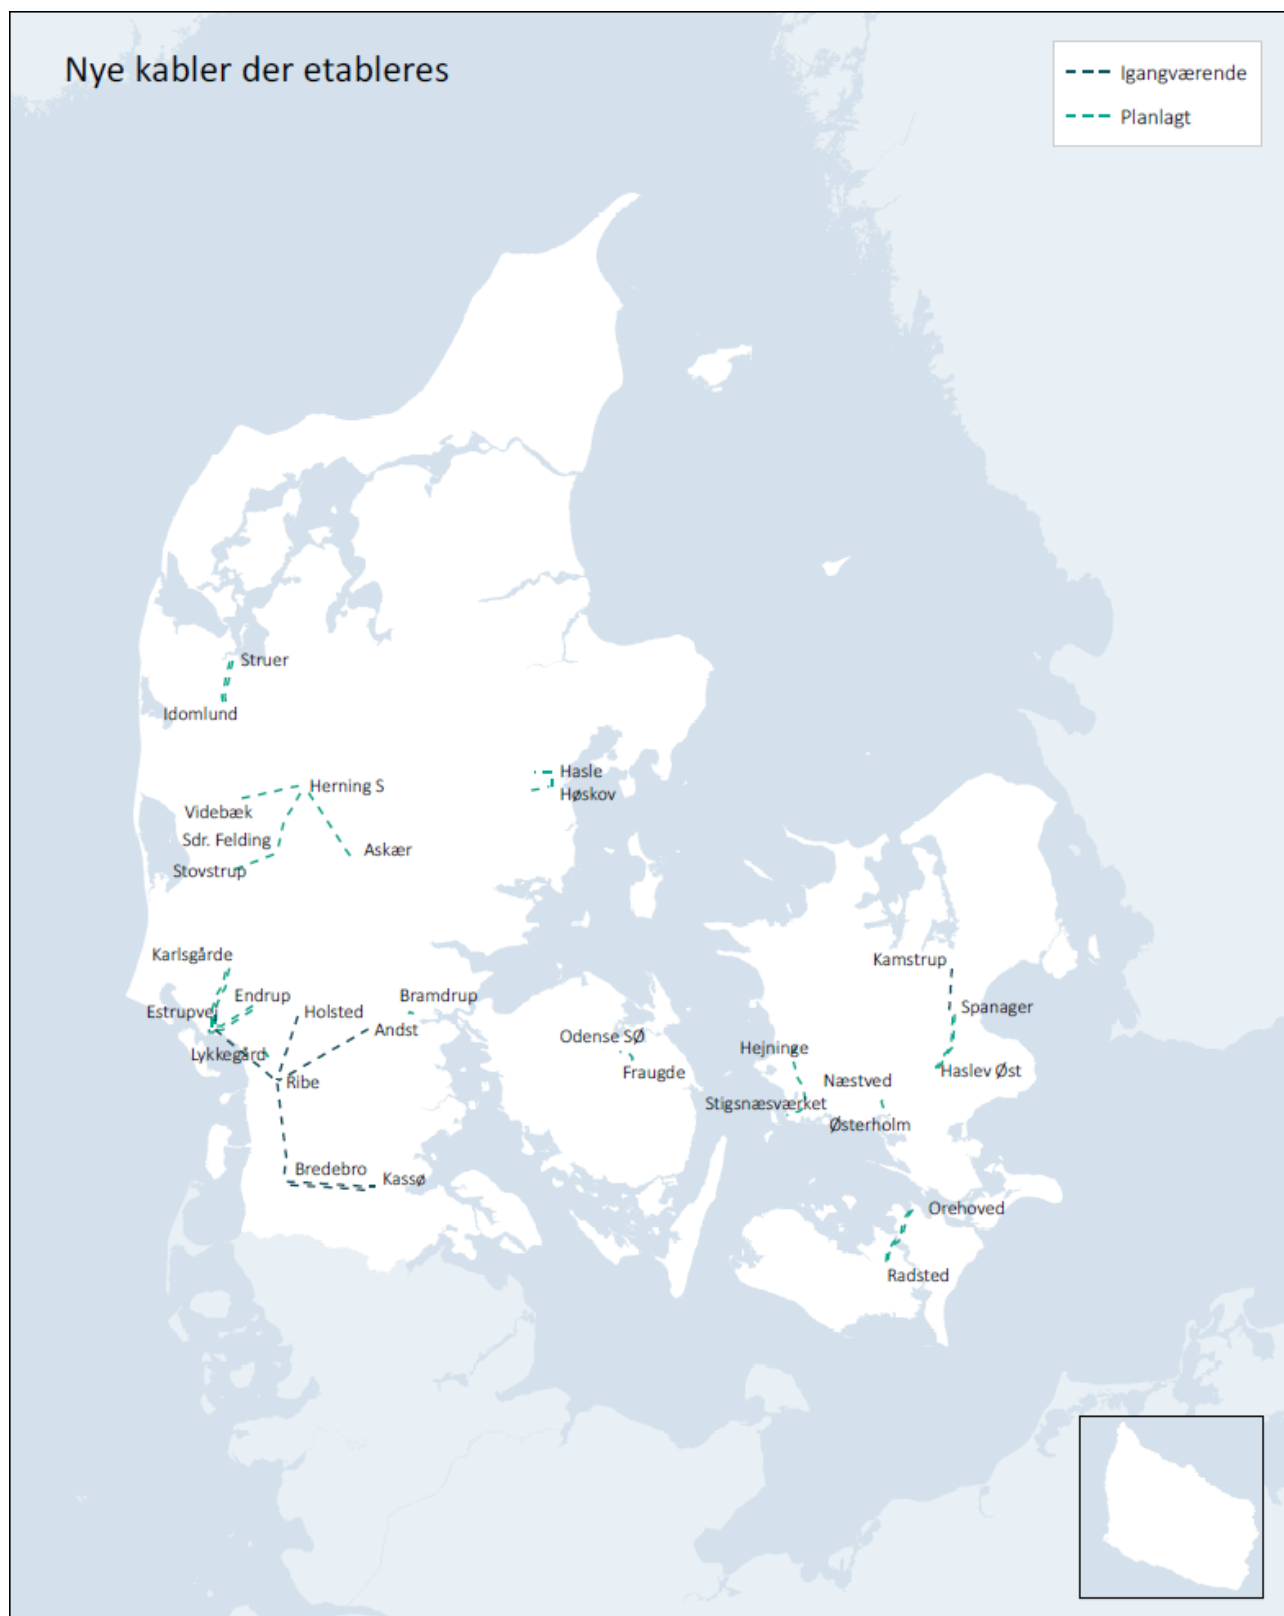 Nye kabler der etableres
Igangværende
Planlagt
Struer
Idomlund
Hasle
Herning S
Høskov
Videbæk
Sdr. Felding
Askær
Stovstrup
Karlsgårde
Kamstrup
Endrup
Bramdrup
Estrupvej
Holsted
Spanager
Andst
Odense SØ
Hejninge
Lykkegård
Haslev Øst
Fraugde
Næstved
Ribe
Stigsnæsværket
Østerholm
Bredebro
Kassø
Orehoved
Radsted